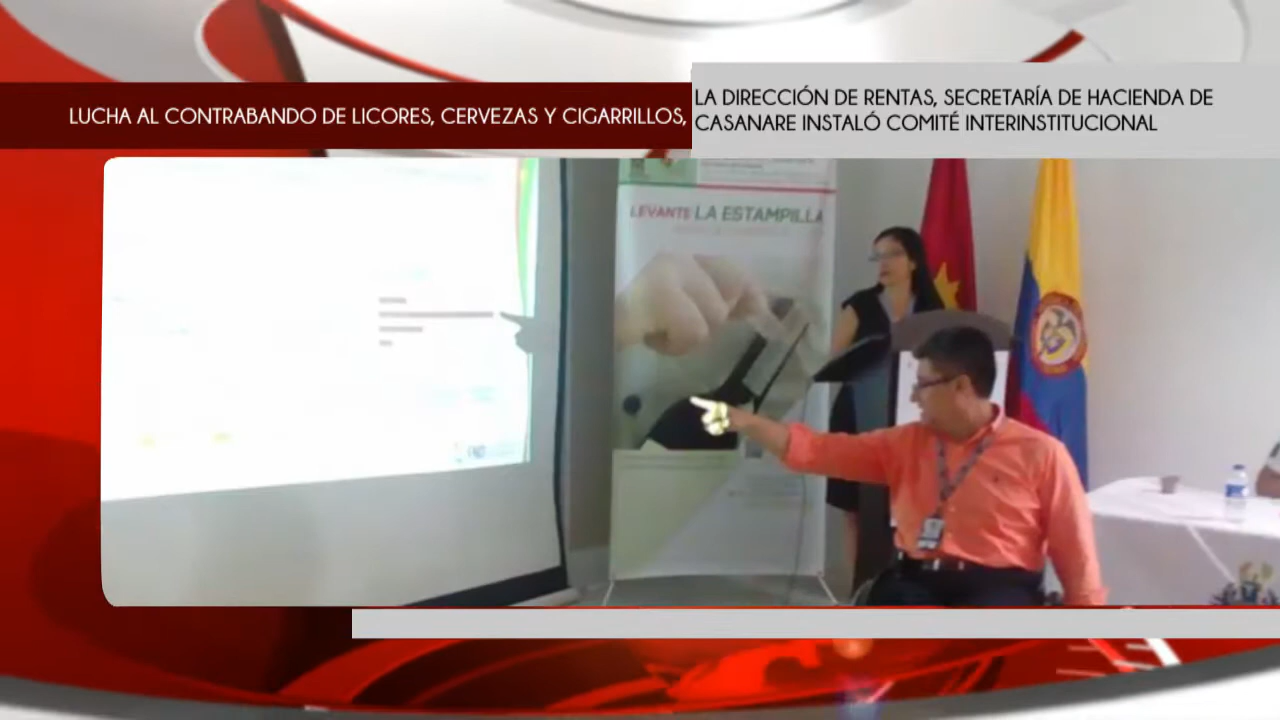 LUCHA AL CONTRABANDO DE LICORES, CERVEZAS Y CIGARRILLOS,
LA DIRECCIÓN DE RENTAS, SECRETARÍA DE HACIENDA DE
CASANARE INSTALÓ COMITÉ INTERINSTITUCIONAL
LEVANTE LA ESTAMPILLA